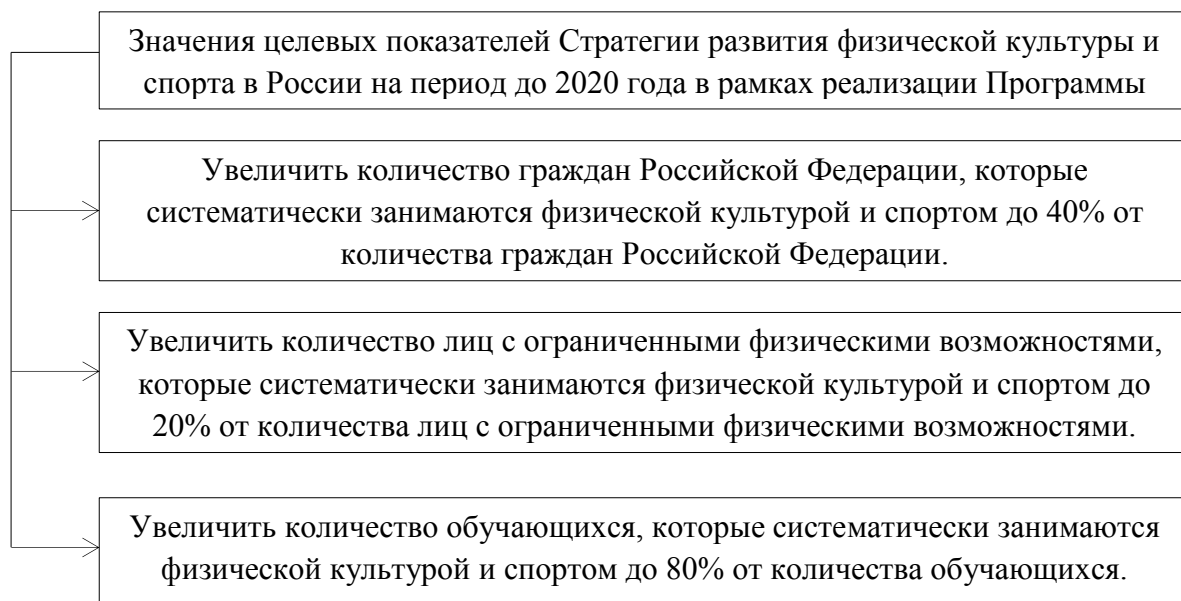 Значения целевых показателей Стратегии развития физической культуры и
спорта в России на период до 2020 года в рамках реализации Программы
Увеличить количество граждан Российской Федерации, которые
систематически занимаются физической культурой и спортом до 40% от
количества граждан Российской Федерации.
Увеличить количество лиц с ограниченными физическими возможностями,
которые систематически занимаются физической культурой и спортом до
20% от количества лиц с ограниченными физическими возможностями.
Увеличить количество обучающихся, которые систематически занимаются
физической культурой и спортом до 80% от количества обучающихся.